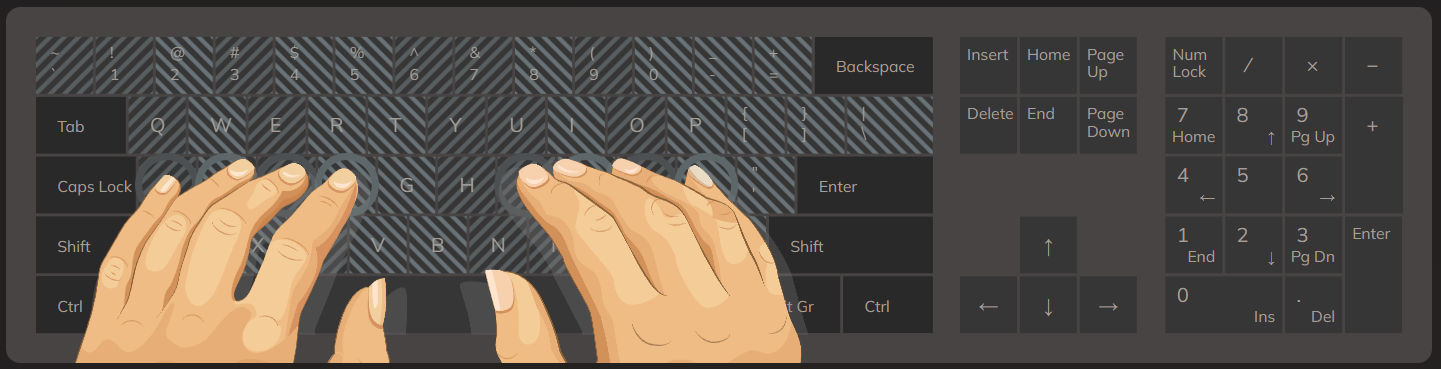 ~ ! @ # $ % ^ & * ( ) _ +
` 1 2 3 4 5 6 7 8 9 0 - =
Backspace
Insert Home Page Up
Num Lock / × −
Tab Q W E R T Y U I O P [ [ ] ] | \
Delete End Page Down
7 Home 8 ↑ 9 Pg Up +
Caps Lock G H " Enter
4 ← 5 6 →
Shift X V B N Shift
↑
1 End 2 ↓ 3 Pg Dn Enter
Ctrl t Gr Ctrl
← ↓ →
0 Ins . Del